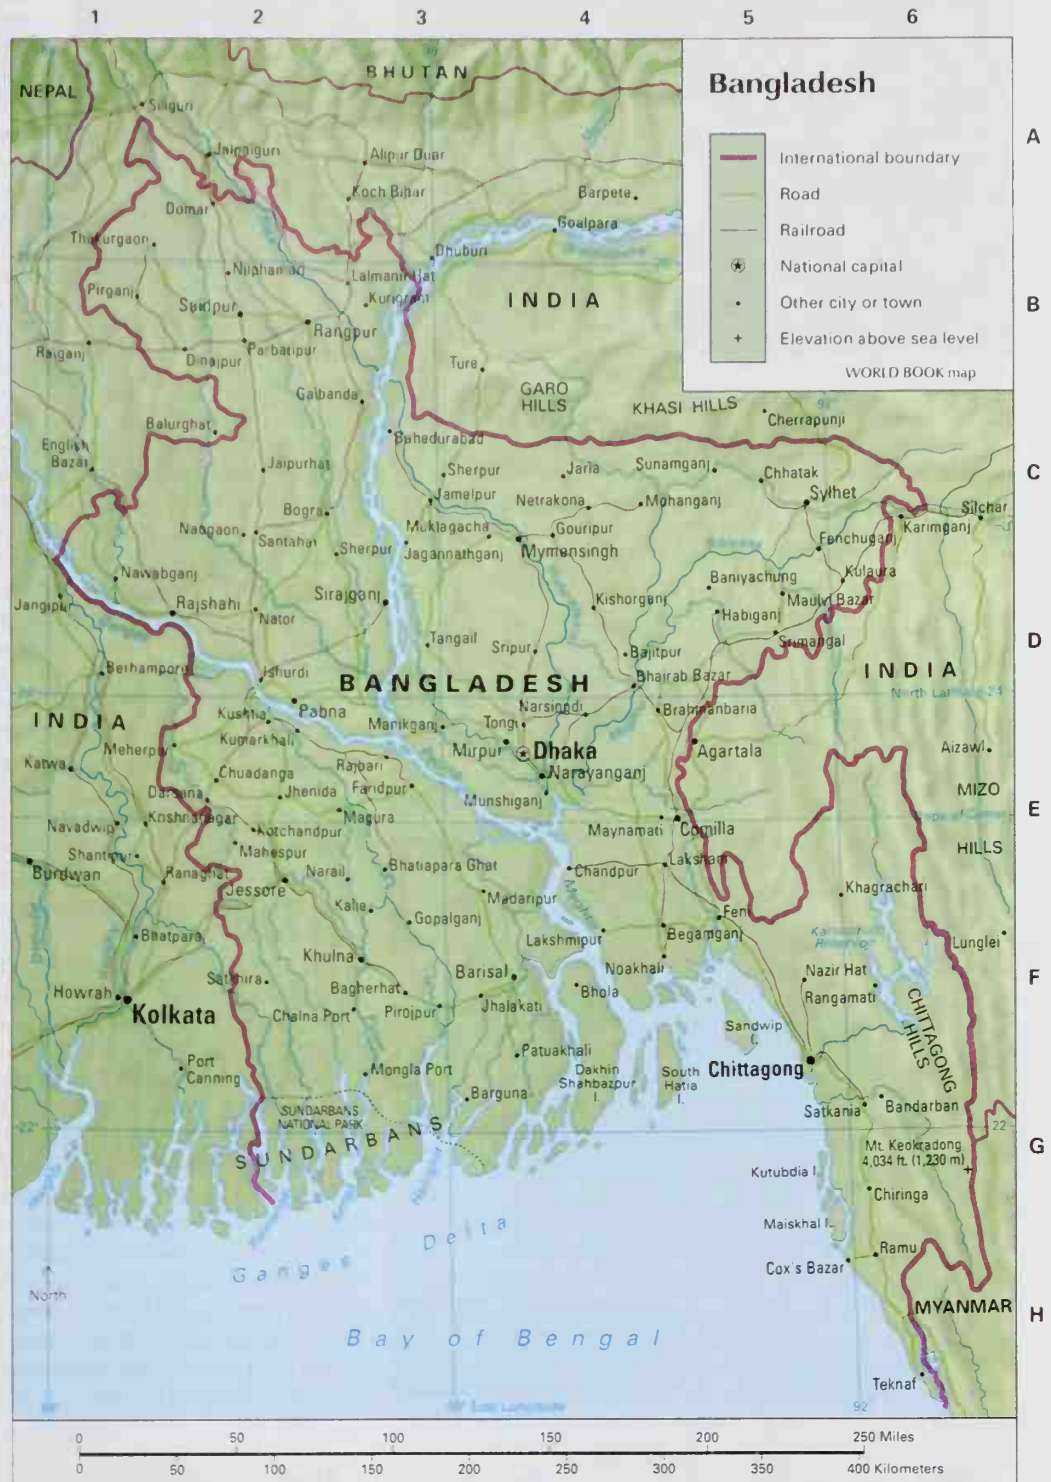 1 2 3 4 5 6
BHUTAN
NEPAL
Bangladesh
International boundary
Road
Railroad
National capital
Other city or town
Elevation above sea level
WORLD BOOK map
A
Siliguri
Jalpaiguri
Alipur Duar
Koch Bihar
Barpete
Domar
Goalpara
Thakurgaon
Dhuburi
Nilphamari
Lalmanir Hat
INDIA
B
Pirganj
Kurigram
Saidpur
Rangpur
Raiganj
Parbatipur
Dinajpur
Ture
GARO
HILLS
KHASI HILLS
Gaibanda
Cherrapunji
Balurghat
Bahedurabad
English
Bazar
Jaipurhat
Sherpur
Jaria
Sunamganj
Chhatak
C
Jamelpur
Netrakona
Mohanganj
Sylhet
Bogra
Silchar
Muktagacha
Gouripur
Karimganj
Naogaon
Santahar
Sherpur
Jagannathganj
Mymensingh
Fenchuganj
Nawabganj
Baniyachung
Kulaura
Jangipur
Rajshahi
Sirajganj
Kishorganj
Maulvi Bazar
Nator
Habiganj
Tangail
Sripur
Bajitpur
Srimangal
D
Berhampore
Ishurdi
Bhairab Bazar
INDIA
BANGLADESH
North Latitude 24
INDIA
Kushtia
Pabna
Manikganj
Tongi
Narsingdi
Brahmanbaria
Meherpur
Kumarkhali
Mirpur
Dhaka
Agartala
Aizawl
Katwa
Rajbari
Narayanganj
Chuadanga
Faridpur
MIZO
Darsana
Jhenida
Munshiganj
Navadwip
Krishnanagar
Magura
Maynamati
Comilla
E
Kotchandpur
HILLS
Shantipur
Mahespur
Burdwan
Ranaghat
Narail
Bhatiapara Ghat
Chandpur
Laksham
Jessore
Madaripur
Khagrachari
Kalie
Gopalganj
Feni
Bhatpara
Lakshmipur
Begamganj
Lunglei
Khulna
Noakhali
Nazir Hat
Satkhira
Bagherhat
Barisal
Bhola
Rangamati
F
Howrah
Kolkata
Chalna Port
Pirojpur
Jhalakati
CHITTAGONG
HILLS
Sandwip
I.
Patuakhali
Port
Canning
Mongla Port
Dakhin
Shahbazpur
I.
South
Hatia
I.
Chittagong
Barguna
Satkania
Bandarban
SUNDARBANS
NATIONAL PARK
22°
22
SUNDARBANS
G
Mt. Keokradong
4,034 ft. (1,230 m)
Kutubdia I
Chiringa
Maiskhal I.
Ganges Delta
Ramu
Cox's Bazar
North
MYANMAR
H
Bay of Bengal
Teknaf
92
0 50 100 150 200 250 Miles
0 50 100 150 200 250 300 350 400 Kilometers